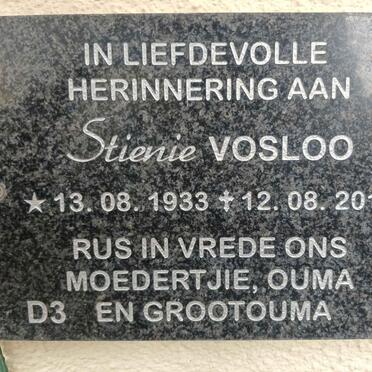 IN LIEFDEVOLLE
HERINNERING AAN
Stienie VOSLOO
★ 13. 08. 1933 ✝ 12. 08. 201
RUS IN VREDE ONS
MOEDERTJIE, OUMA
D3 EN GROOTOUMA